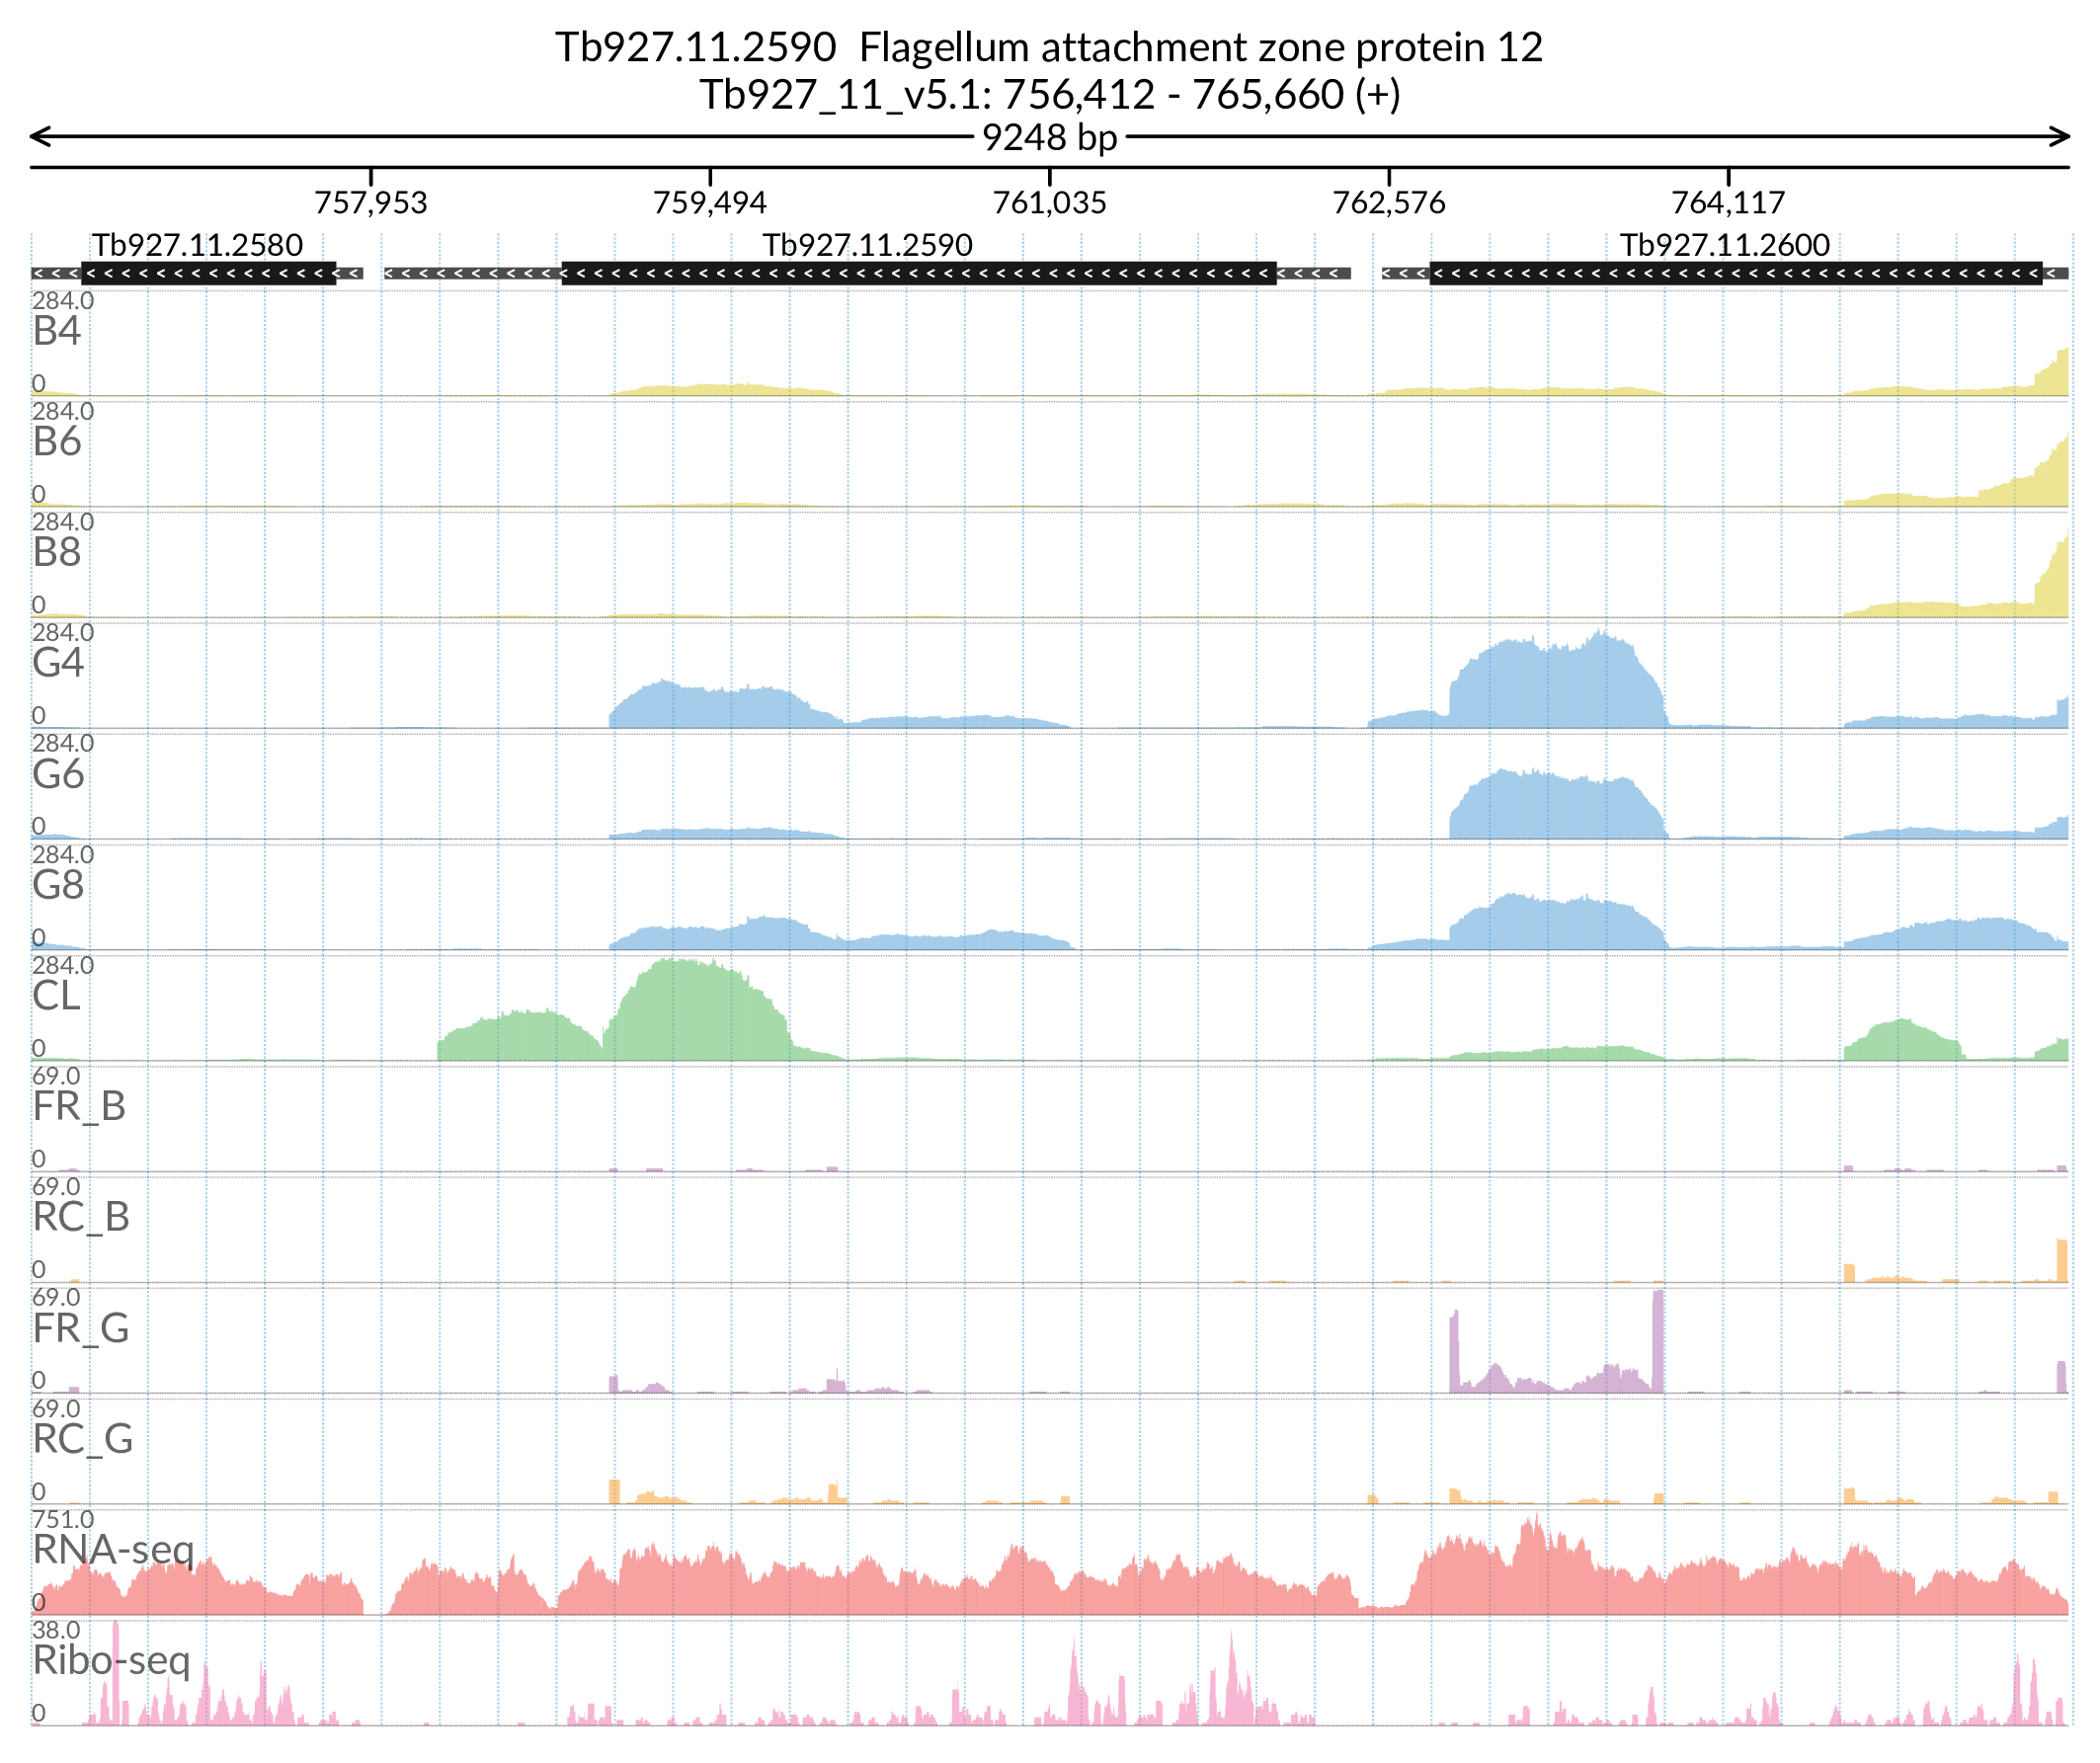 Tb927.11.2590 Flagellum attachment zone protein 12
Tb927_11_v5.1: 756,412 - 765,660 (+)
9248 bp
757,953 759,494 761,035 762,576 764,117
Tb927.11.2580 Tb927.11.2590 Tb927.11.2600
284.0
B4
0
284.0
B6
0
284.0
B8
0
284.0
G4
0
284.0
G6
0
284.0
G8
0
284.0
CL
0
69.0
FR_B
0
69.0
RC_B
0
69.0
FR_G
0
69.0
RC_G
0
751.0
RNA-seq
0
38.0
Ribo-seq
0